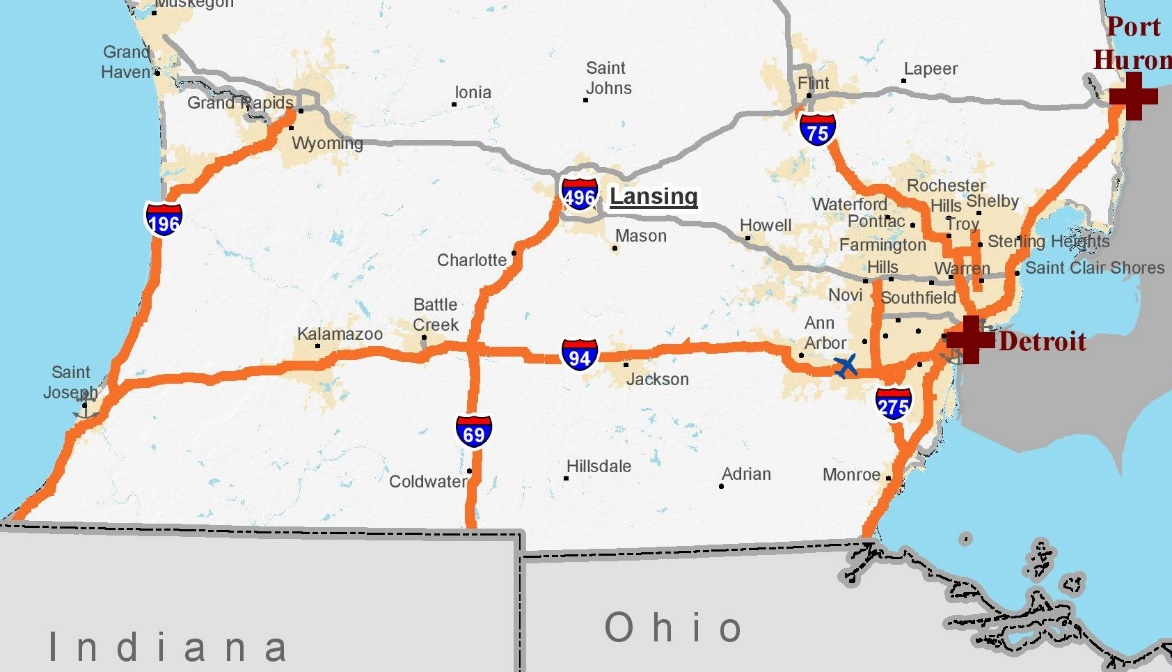 Muskegon
Port
Huron
Grand
Haven
Saint
Johns
Lapeer
Flint
Ionia
Grand Rapids
75
Wyoming
Rochester
Hills
Shelby
496
Lansing
Waterford
Pontiac
Troy
196
Howell
Mason
Farmington
Hills
Sterling Heights
Charlotte
Warren
Saint Clair Shores
Novi
Southfield
Battle
Creek
Kalamazoo
Ann
Arbor
Detroit
94
Saint
Joseph
Jackson
275
69
Hillsdale
Adrian
Monroe
Coldwater
Ohio
Indiana